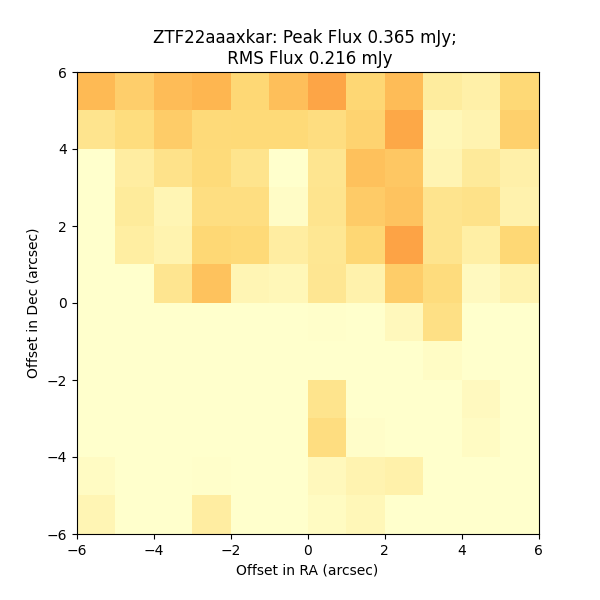 ZTF22aaaxkar: Peak Flux 0.365 mJy;
RMS Flux 0.216 mJy
6
4
2
0
−2
−4
−6
Offset in Dec (arcsec)
−6 −4 −2 0 2 4 6
Offset in RA (arcsec)